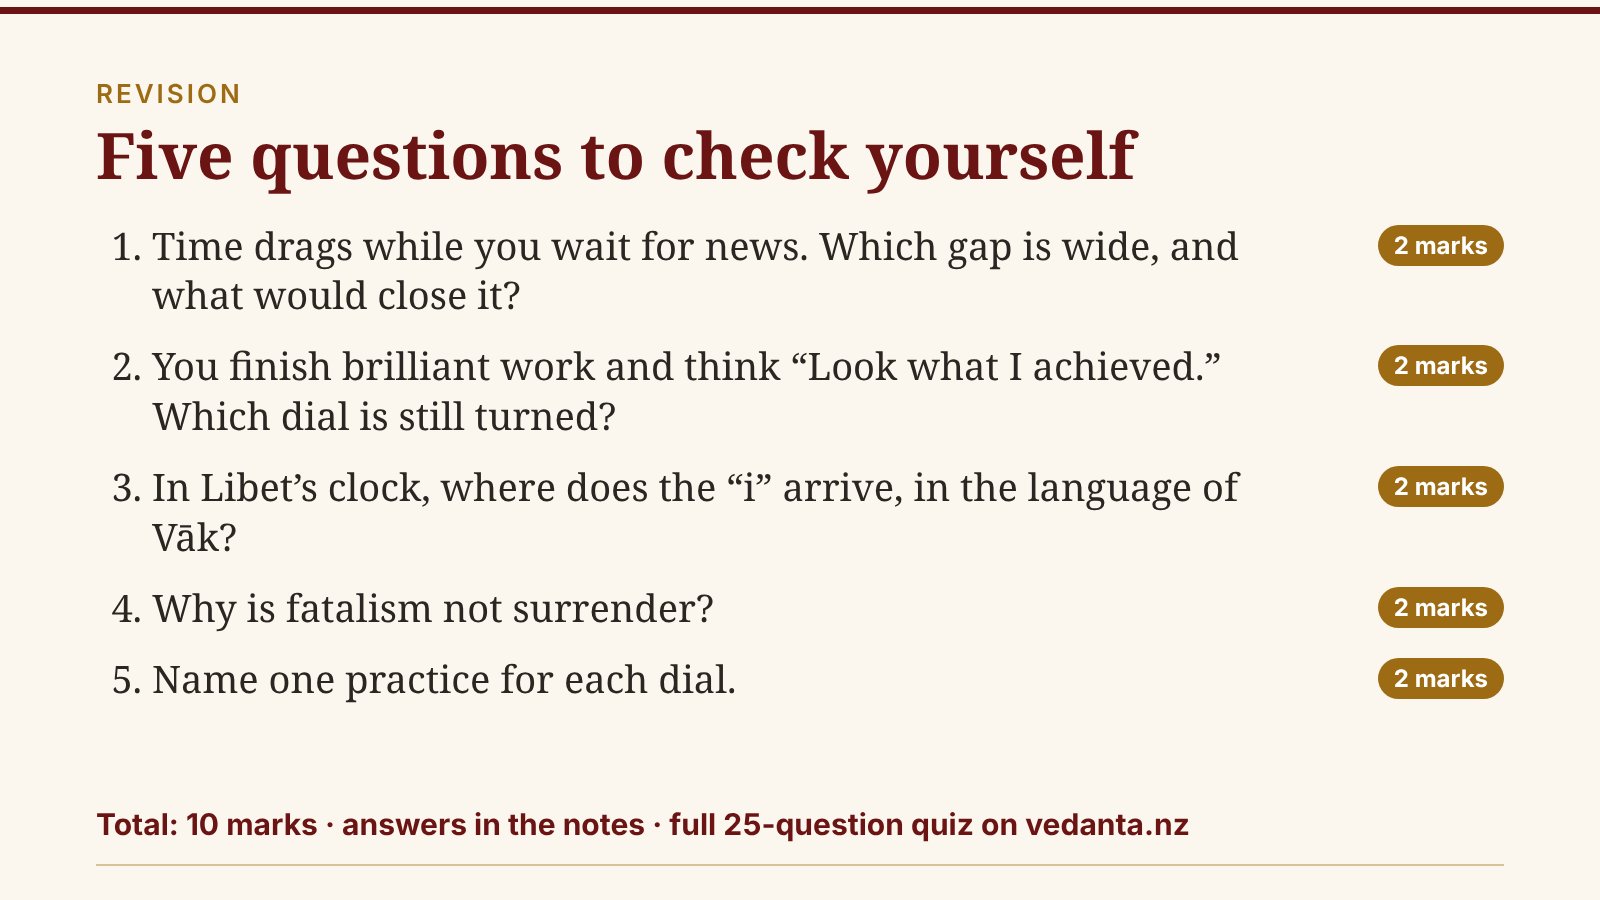 REVISION
Five questions to check yourself
1. Time drags while you wait for news. Which gap is wide, and
what would close it?
2 marks
2. You finish brilliant work and think “Look what I achieved.”
Which dial is still turned?
2 marks
3. In Libet’s clock, where does the “i” arrive, in the language of
Vāk?
2 marks
4. Why is fatalism not surrender?
2 marks
5. Name one practice for each dial.
2 marks
Total: 10 marks · answers in the notes · full 25-question quiz on vedanta.nz